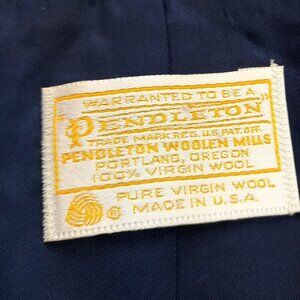 WARRANTED TO BE A
"PENDLETON"
TRADE MARK REG. U.S. PAT. OFF.
PENDLETON WOOLEN MILLS
PORTLAND, OREGON
100% VIRGIN WOOL
PURE VIRGIN WOOL
® MADE IN U.S.A.